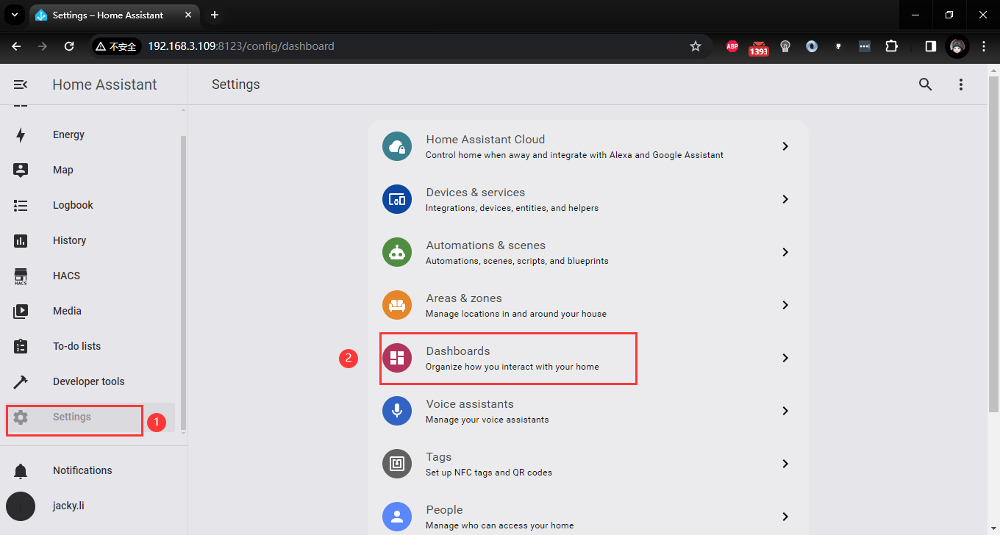 Settings – Home Assistant
不安全
192.168.3.109:8123/config/dashboard
ABP
1393
Home Assistant
Settings
Energy
Map
Logbook
History
HACS
HACS
Media
To-do lists
Developer tools
Settings
1
Notifications
jacky.li
Home Assistant Cloud
Control home when away and integrate with Alexa and Google Assistant
Devices & services
Integrations, devices, entities, and helpers
Automations & scenes
Automations, scenes, scripts, and blueprints
Areas & zones
Manage locations in and around your house
2
Dashboards
Organize how you interact with your home
Voice assistants
Manage your voice assistants
Tags
Set up NFC tags and QR codes
People
Manage who can access your home